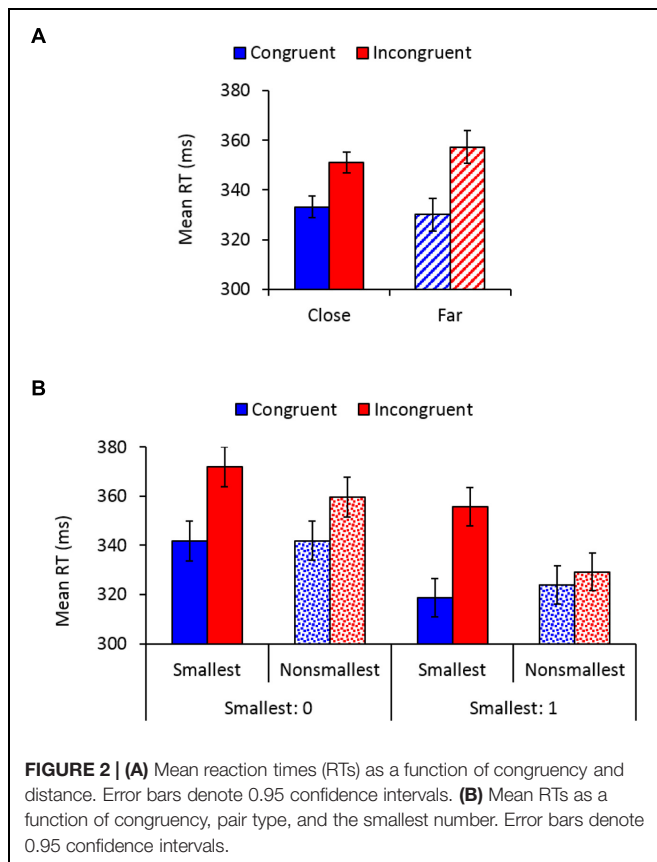 A
Congruent Incongruent
380
360
340
320
300
Mean RT (ms)
Close Far
B
Congruent Incongruent
380
360
340
320
300
Mean RT (ms)
Smallest Nonsmallest Smallest Nonsmallest
Smallest: 0 Smallest: 1
FIGURE 2 | (A) Mean reaction times (RTs) as a function of congruency and
distance. Error bars denote 0.95 confidence intervals. (B) Mean RTs as a
function of congruency, pair type, and the smallest number. Error bars denote
0.95 confidence intervals.